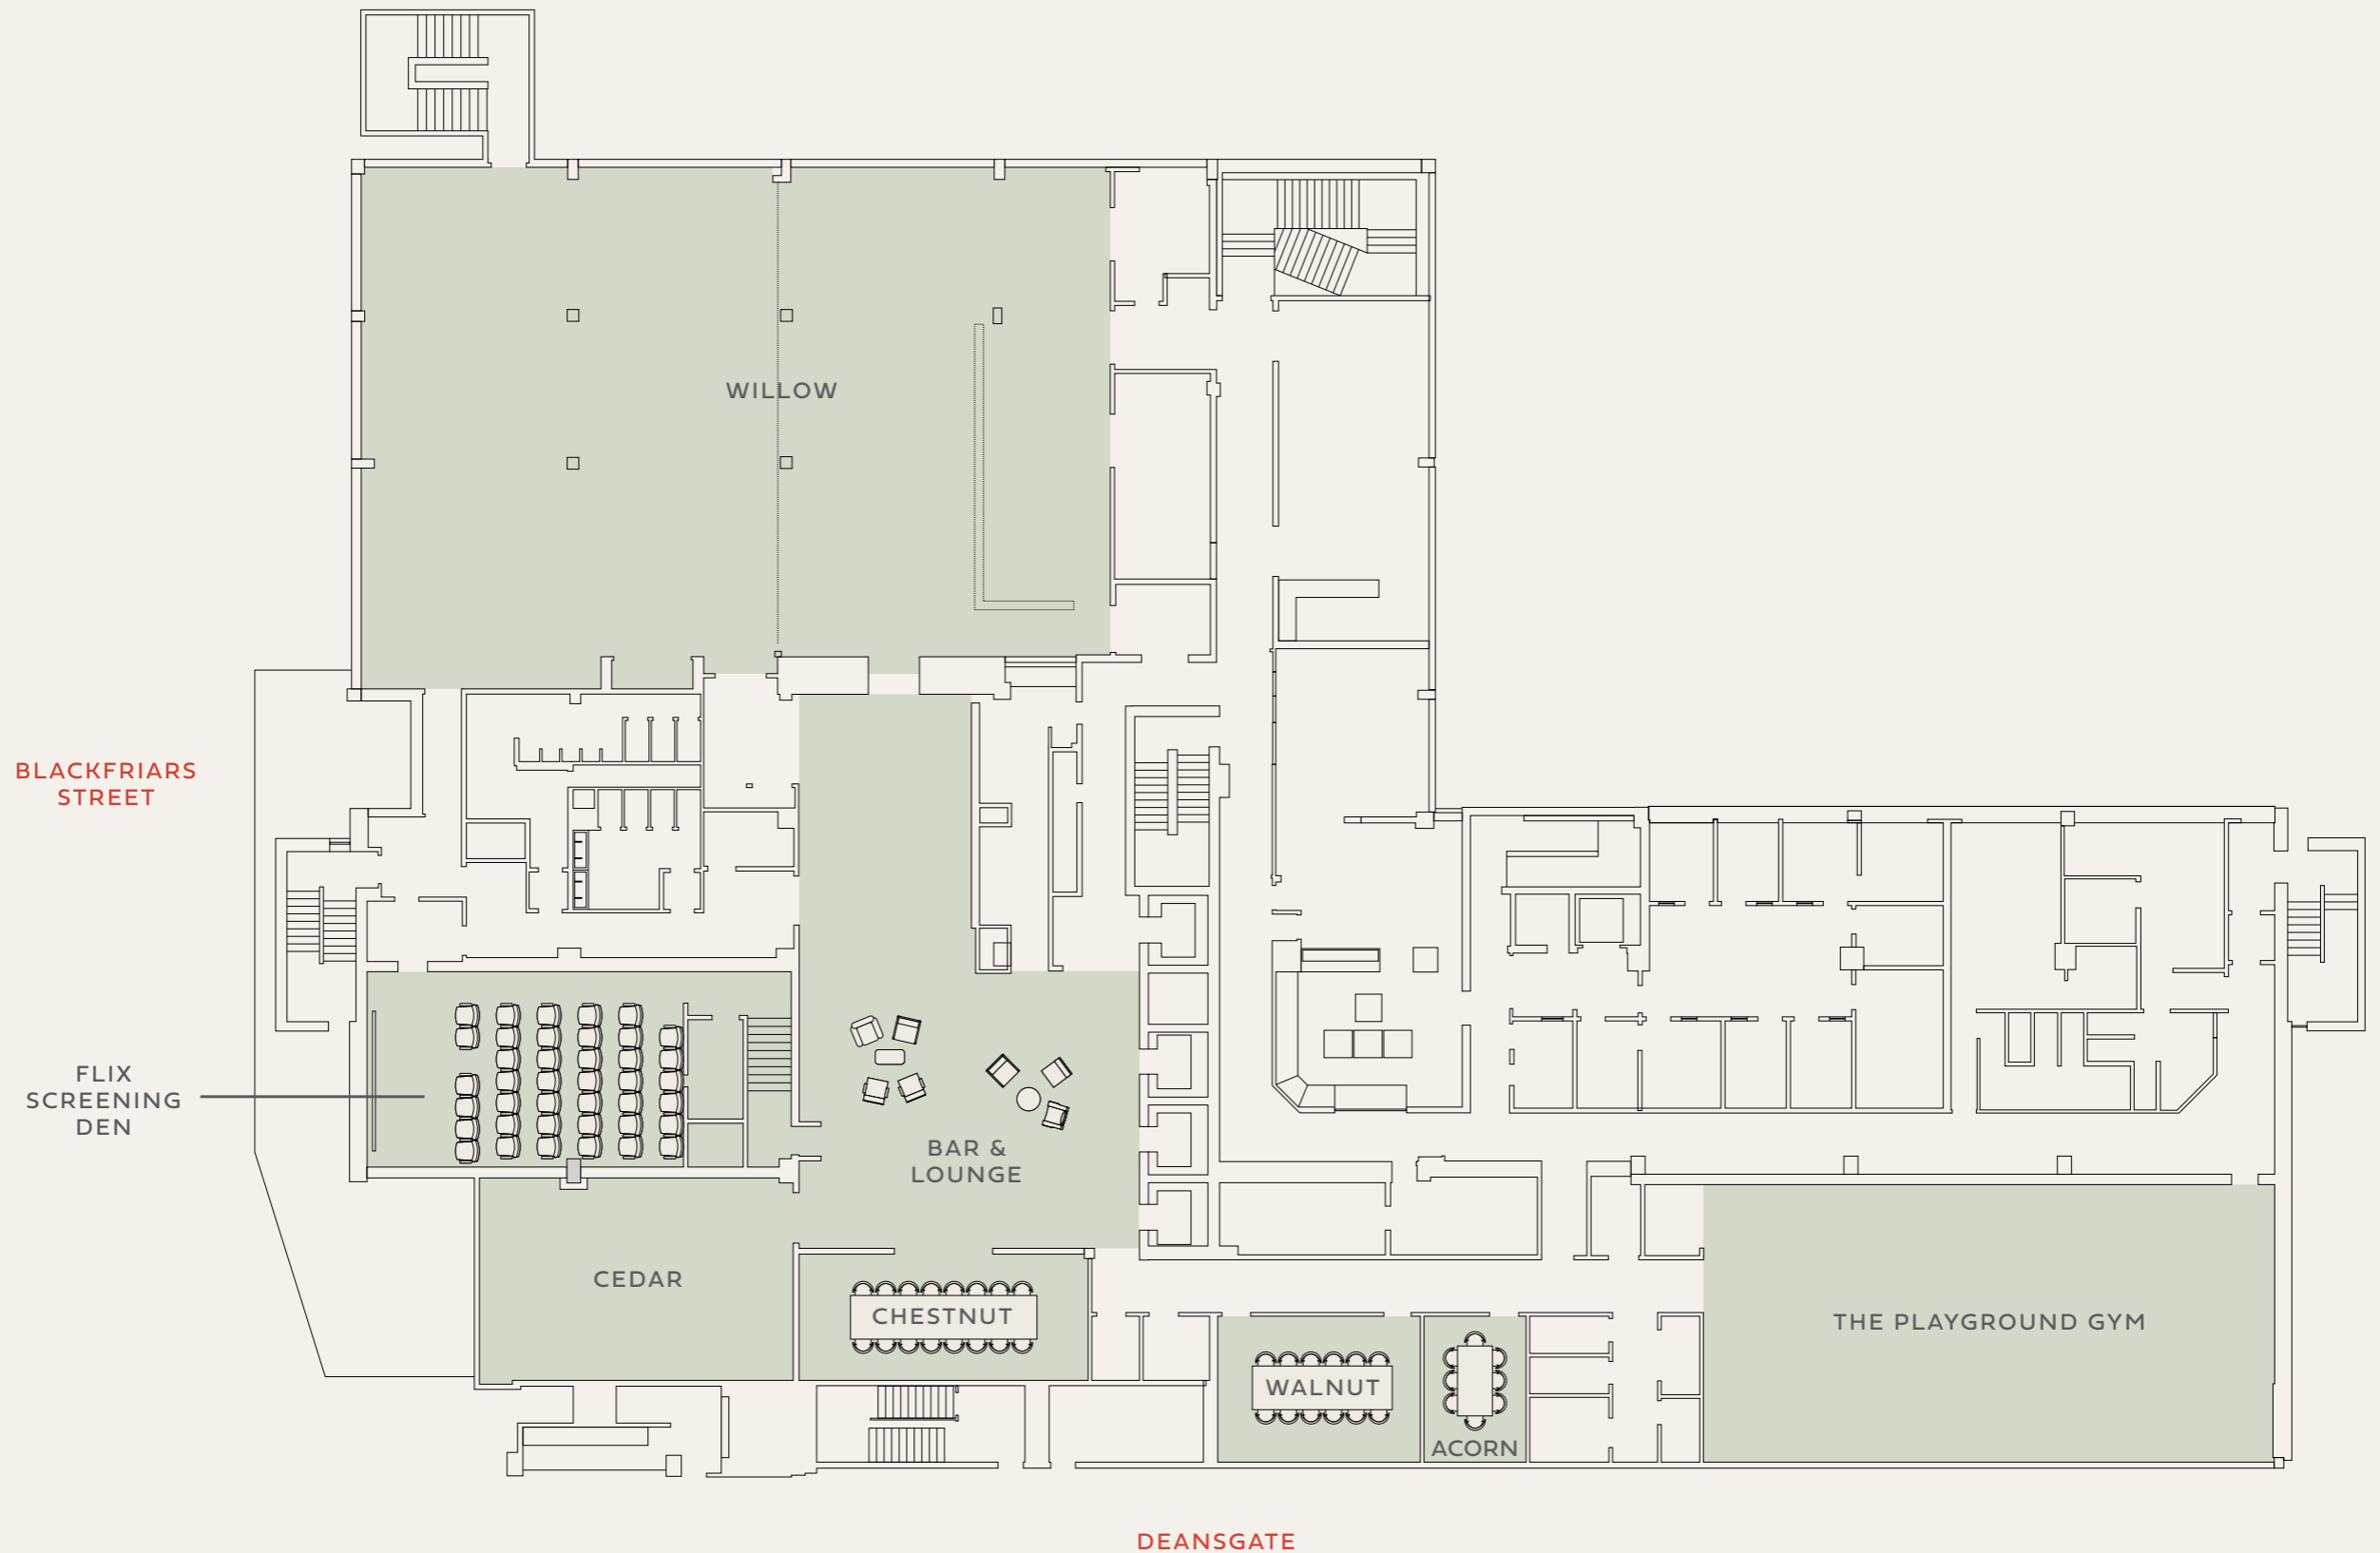 WILLOW
BLACKFRIARS
STREET
FLIX
SCREENING
DEN
BAR &
LOUNGE
CEDAR
CHESTNUT
THE PLAYGROUND GYM
WALNUT
ACORN
DEANSGATE